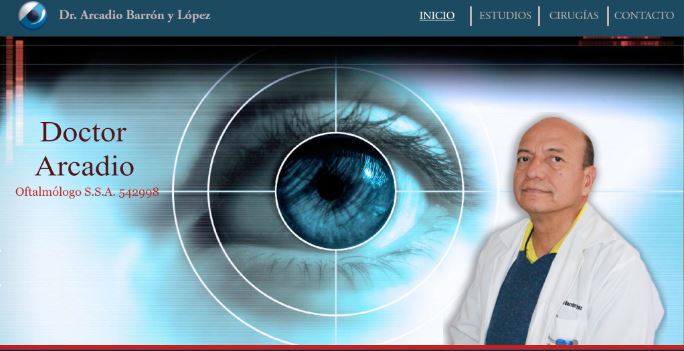 Dr. Arcadio Barrón y López
INICIO
ESTUDIOS
CIRUGÍAS
CONTACTO
Doctor
Arcadio
Oftalmólogo S.S.A. 542998